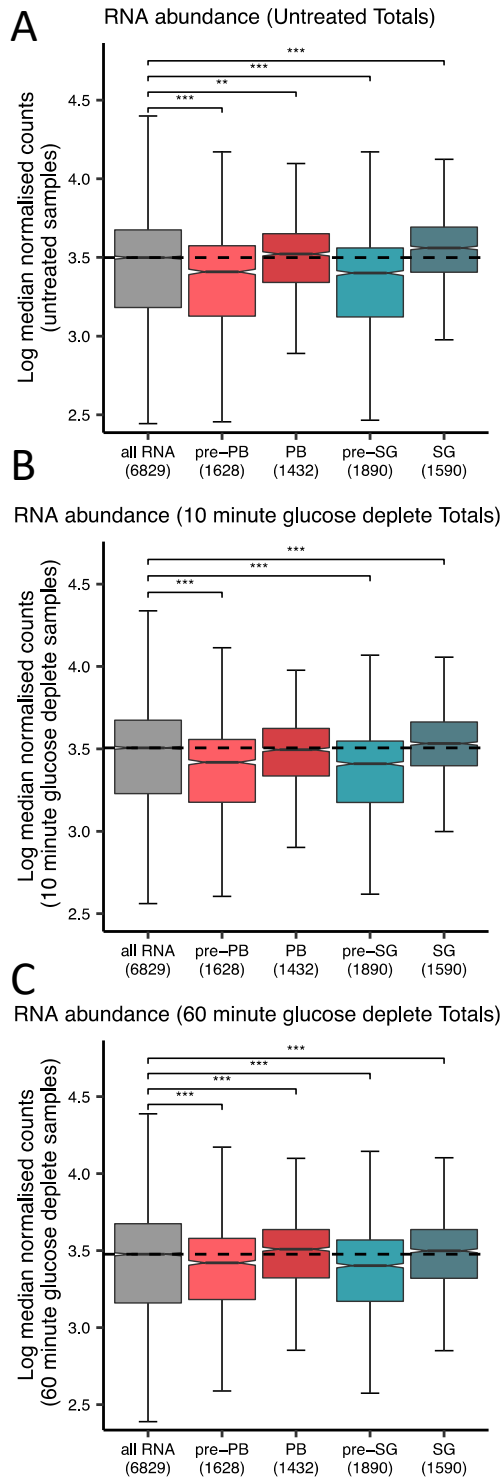 A
RNA abundance (Untreated Totals)
Log median normalised counts
(untreated samples)
4.5
4.0
3.5
3.0
2.5
***
***
**
***
all RNA
(6829)
pre−PB
(1628)
PB
(1432)
pre−SG
(1890)
SG
(1590)
B
RNA abundance (10 minute glucose deplete Totals)
Log median normalised counts
(10 minute glucose deplete samples)
4.5
4.0
3.5
3.0
2.5
***
***
***
all RNA
(6829)
pre−PB
(1628)
PB
(1432)
pre−SG
(1890)
SG
(1590)
C
RNA abundance (60 minute glucose deplete Totals)
Log median normalised counts
(60 minute glucose deplete samples)
4.5
4.0
3.5
3.0
2.5
***
***
***
***
all RNA
(6829)
pre−PB
(1628)
PB
(1432)
pre−SG
(1890)
SG
(1590)